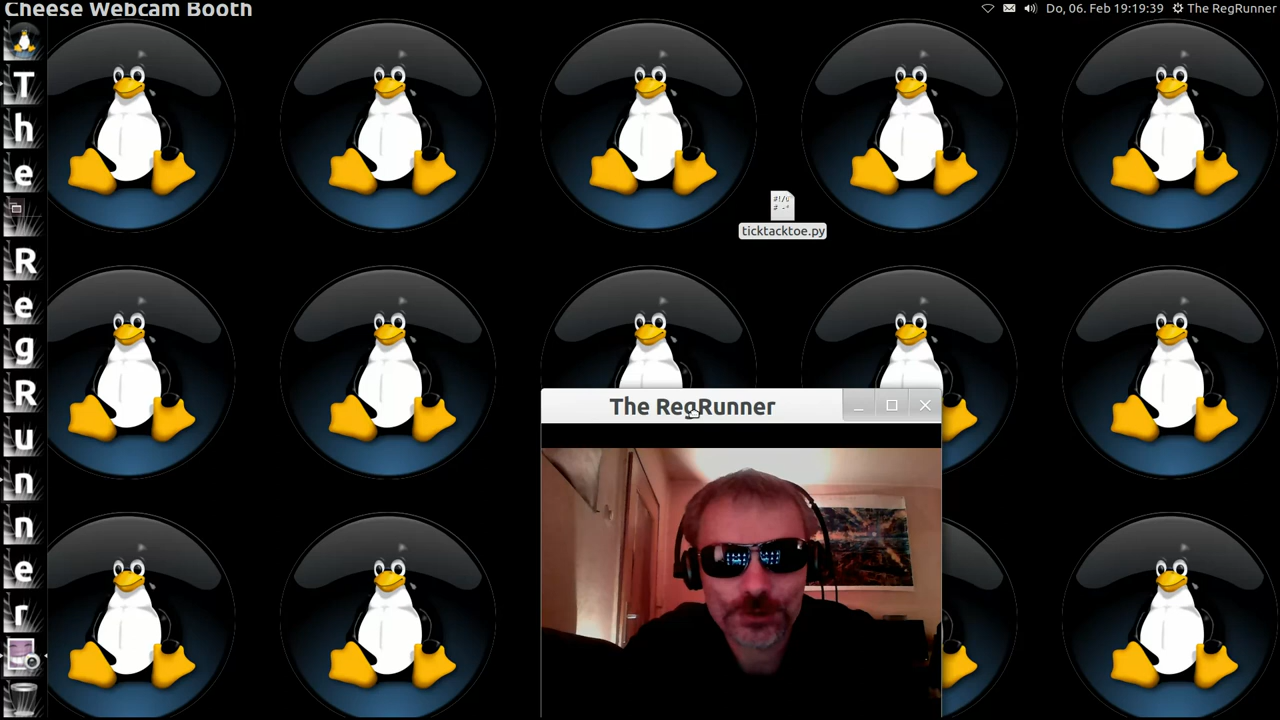 Cheese Webcam Booth
Do, 06. Feb 19:19:39
The RegRunner
T
h
e
R
e
g
R
u
n
n
e
r
ticktacktoe.py
The RegRunner